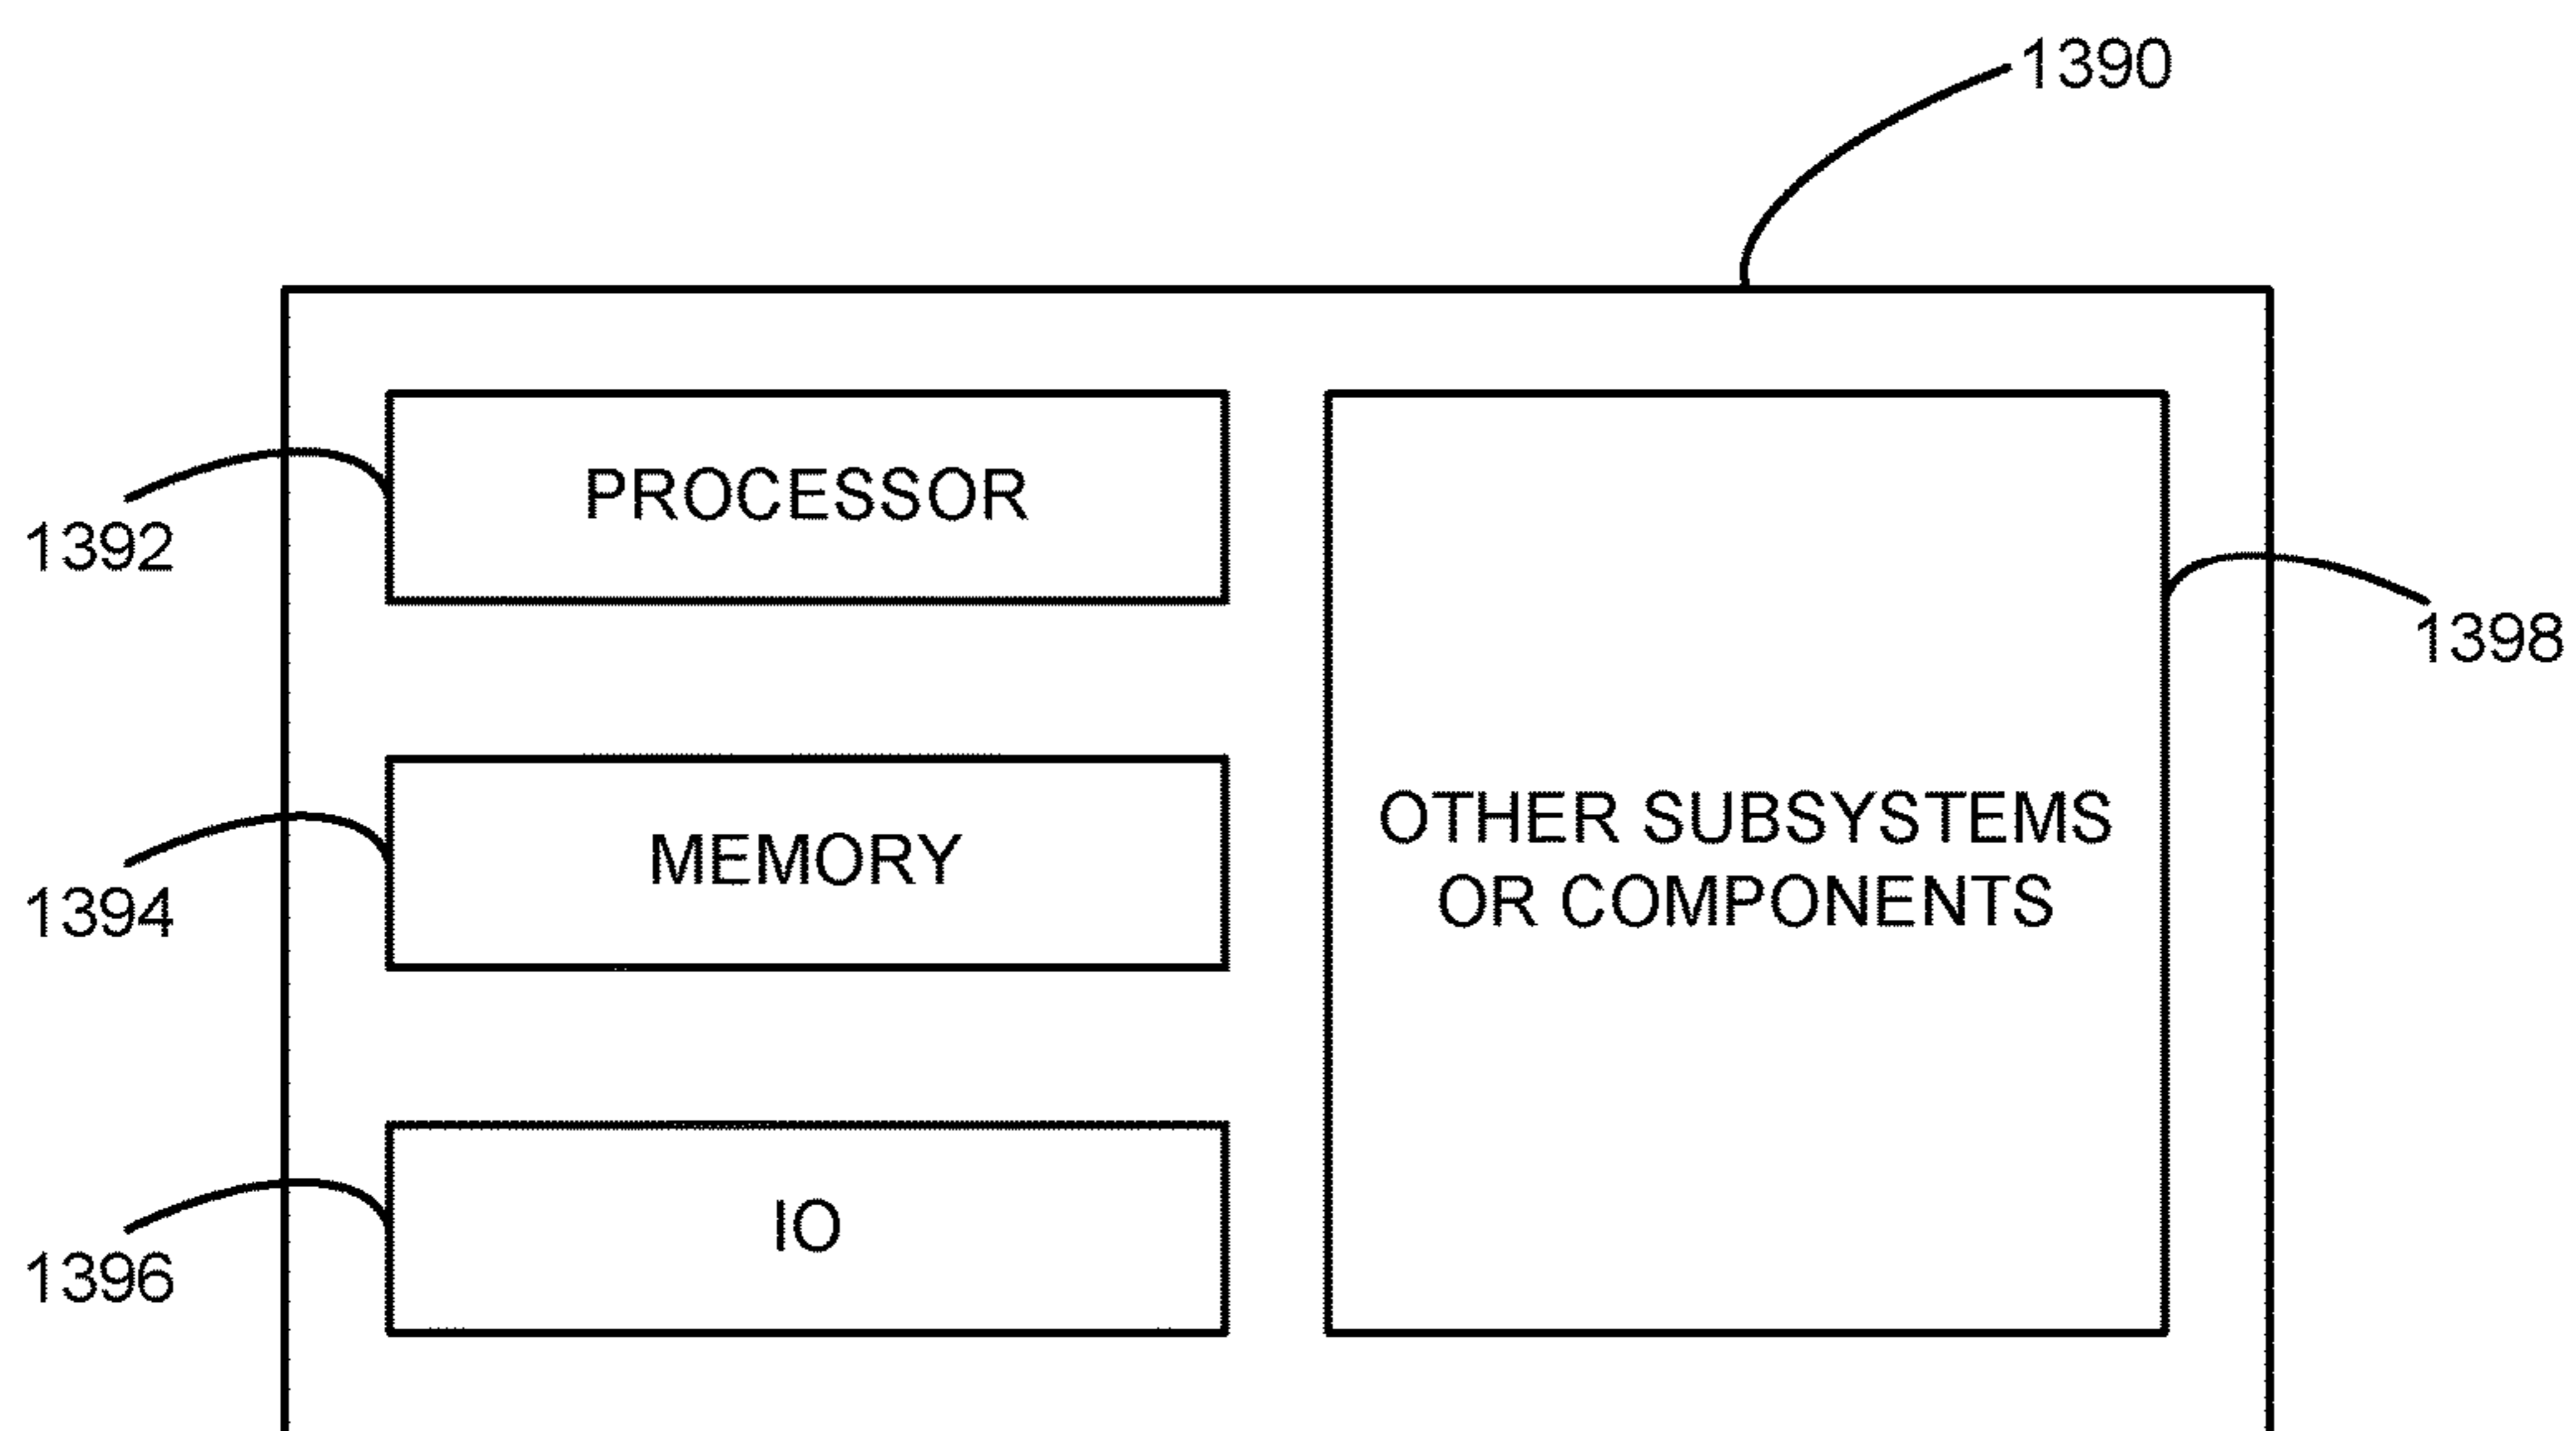 1390
PROCESSOR
1392
1398
MEMORY
OTHER SUBSYSTEMS
OR COMPONENTS
1394
IO
1396